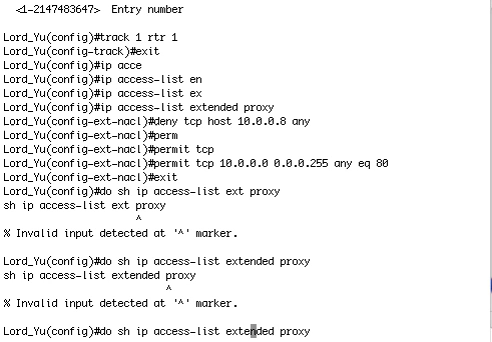 <1-2147483647> Entry number
Lord_Yu(config)#track 1 rtr 1
Lord_Yu(config-track)#exit
Lord_Yu(config)#ip acce
Lord_Yu(config)#ip access-list en
Lord_Yu(config)#ip access-list ex
Lord_Yu(config)#ip access-list extended proxy
Lord_Yu(config-ext-nacl)#deny tcp host 10.0.0.8 any
Lord_Yu(config-ext-nacl)#perm
Lord_Yu(config-ext-nacl)#permit tcp
Lord_Yu(config-ext-nacl)#permit tcp 10.0.0.0 0.0.0.255 any eq 80
Lord_Yu(config-ext-nacl)#exit
Lord_Yu(config)#do sh ip access-list ext proxy
sh ip access-list ext proxy
^
% Invalid input detected at '^' marker.
Lord_Yu(config)#do sh ip access-list extended proxy
sh ip access-list extended proxy
^
% Invalid input detected at '^' marker.
Lord_Yu(config)#do sh ip access-list extended proxy